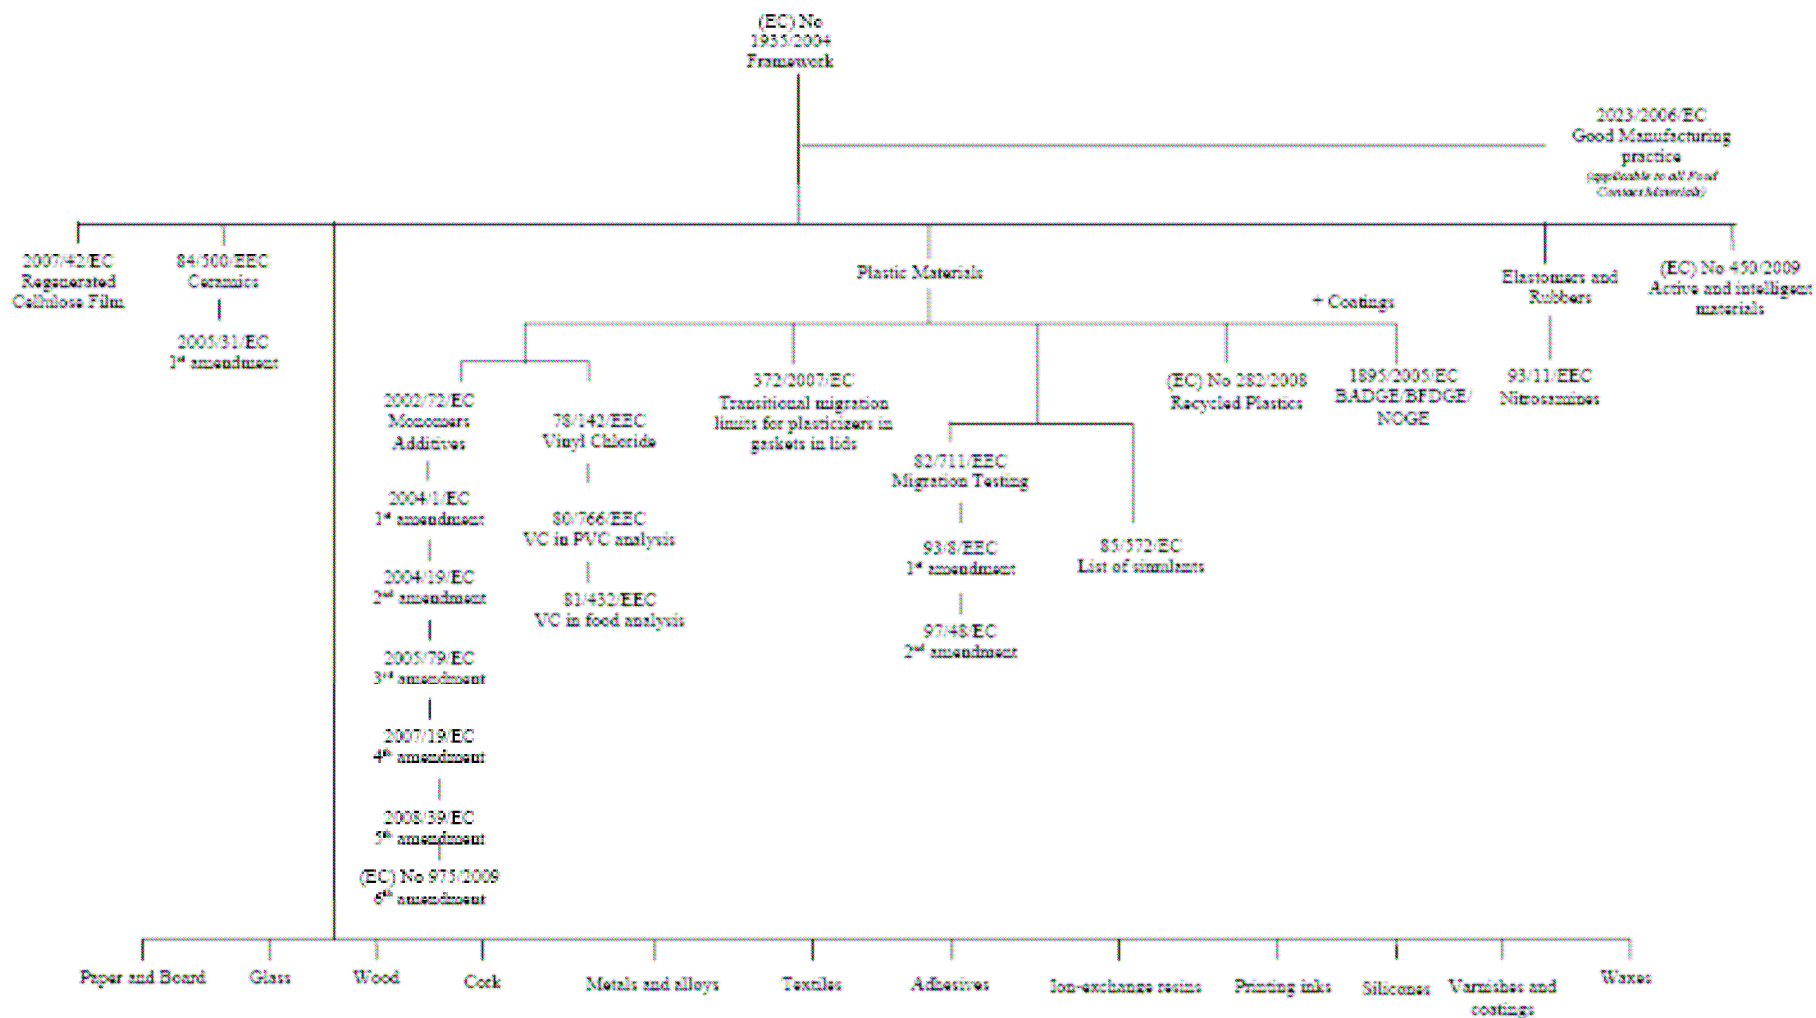 (EC) No
1935/2004
Framework
2023/2006/EC
Good Manufacturing
practice
(applicable to all Food
Contact Materials)
2007/42/EC
Regenerated
Cellulose Film
84/500/EEC
Ceramics
2005/31/EC
1st amendment
Plastic Materials
+ Coatings
Elastomers and
Rubbers
(EC) No 450/2009
Active and intelligent
materials
2002/72/EC
Monomers
Additives
2004/1/EC
1st amendment
2004/19/EC
2nd amendment
2005/79/EC
3rd amendment
2007/19/EC
4th amendment
2008/39/EC
5th amendment
(EC) No 975/2009
6th amendment
78/142/EEC
Vinyl Chloride
80/766/EEC
VC in PVC analysis
81/432/EEC
VC in food analysis
372/2007/EC
Transitional migration
limits for plasticizers in
gaskets in lids
82/711/EEC
Migration Testing
93/8/EEC
1st amendment
97/48/EC
2nd amendment
85/572/EC
List of simulants
(EC) No 282/2008
Recycled Plastics
1895/2005/EC
BADGE/BFDGE/
NOGE
93/11/EEC
Nitrosamines
Paper and Board
Glass
Wood
Cork
Metals and alloys
Textiles
Adhesives
Ion-exchange resins
Printing inks
Silicones
Varnishes and
coatings
Waxes